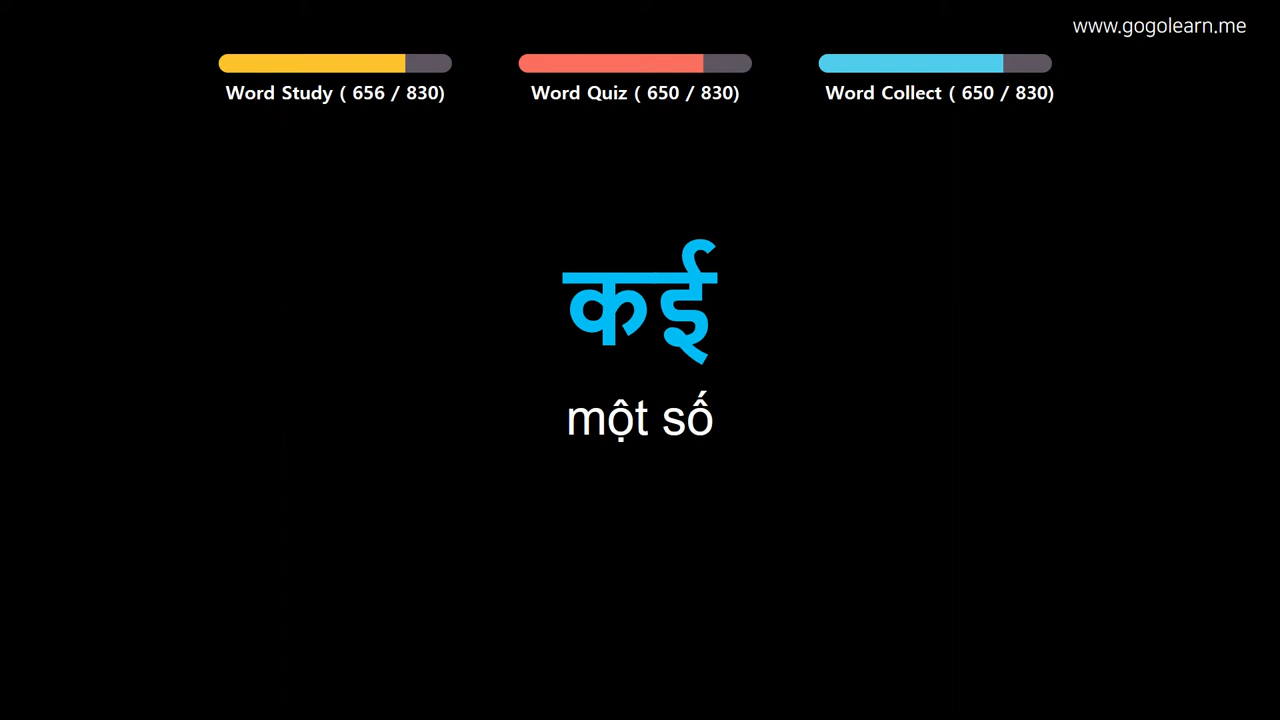 www.gogolearn.me
Word Study ( 656 / 830)
Word Quiz ( 650 / 830)
Word Collect ( 650 / 830)
कई
một số